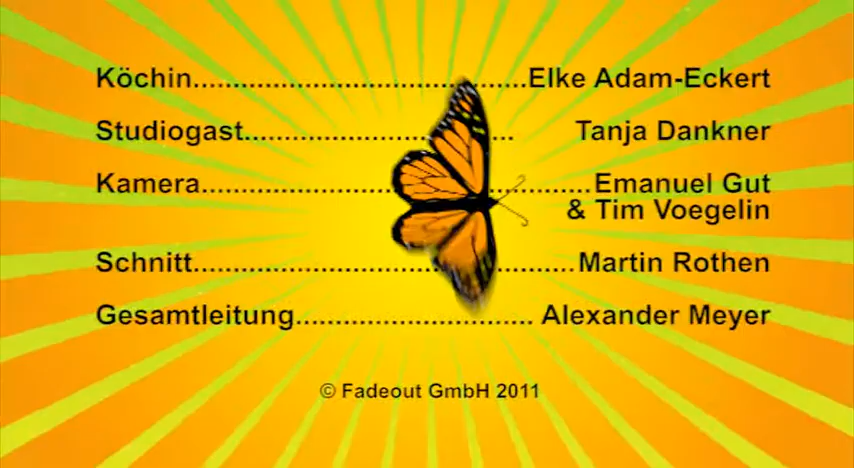 Köchin..........................................Elke Adam-Eckert
Studiogast.................................. Tanja Dankner
Kamera................................................Emanuel Gut
& Tim Voegelin
Schnitt................................................Martin Rothen
Gesamtleitung.............................. Alexander Meyer
© Fadeout GmbH 2011